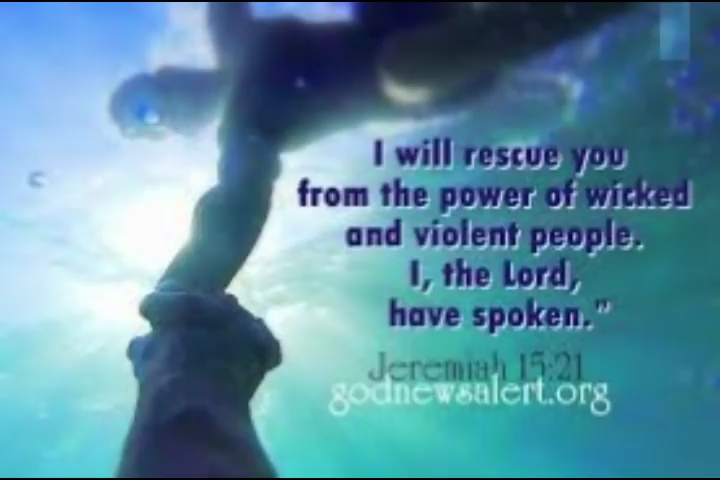 I will rescue you
from the power of wicked
and violent people.
I, the Lord,
have spoken."
Jeremiah 15:21
godnewsalert.org